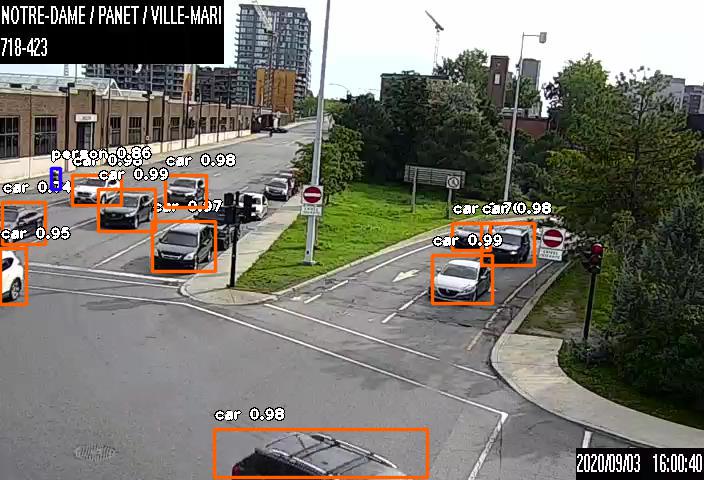 NOTRE-DAME / PANET / VILLE-MARI
718-423
person 0.86
car 0.98
car 0.99
car 0.97
car 0.95
car 0.98
car 0.99
car 0.98
2020/09/03 16:00:40